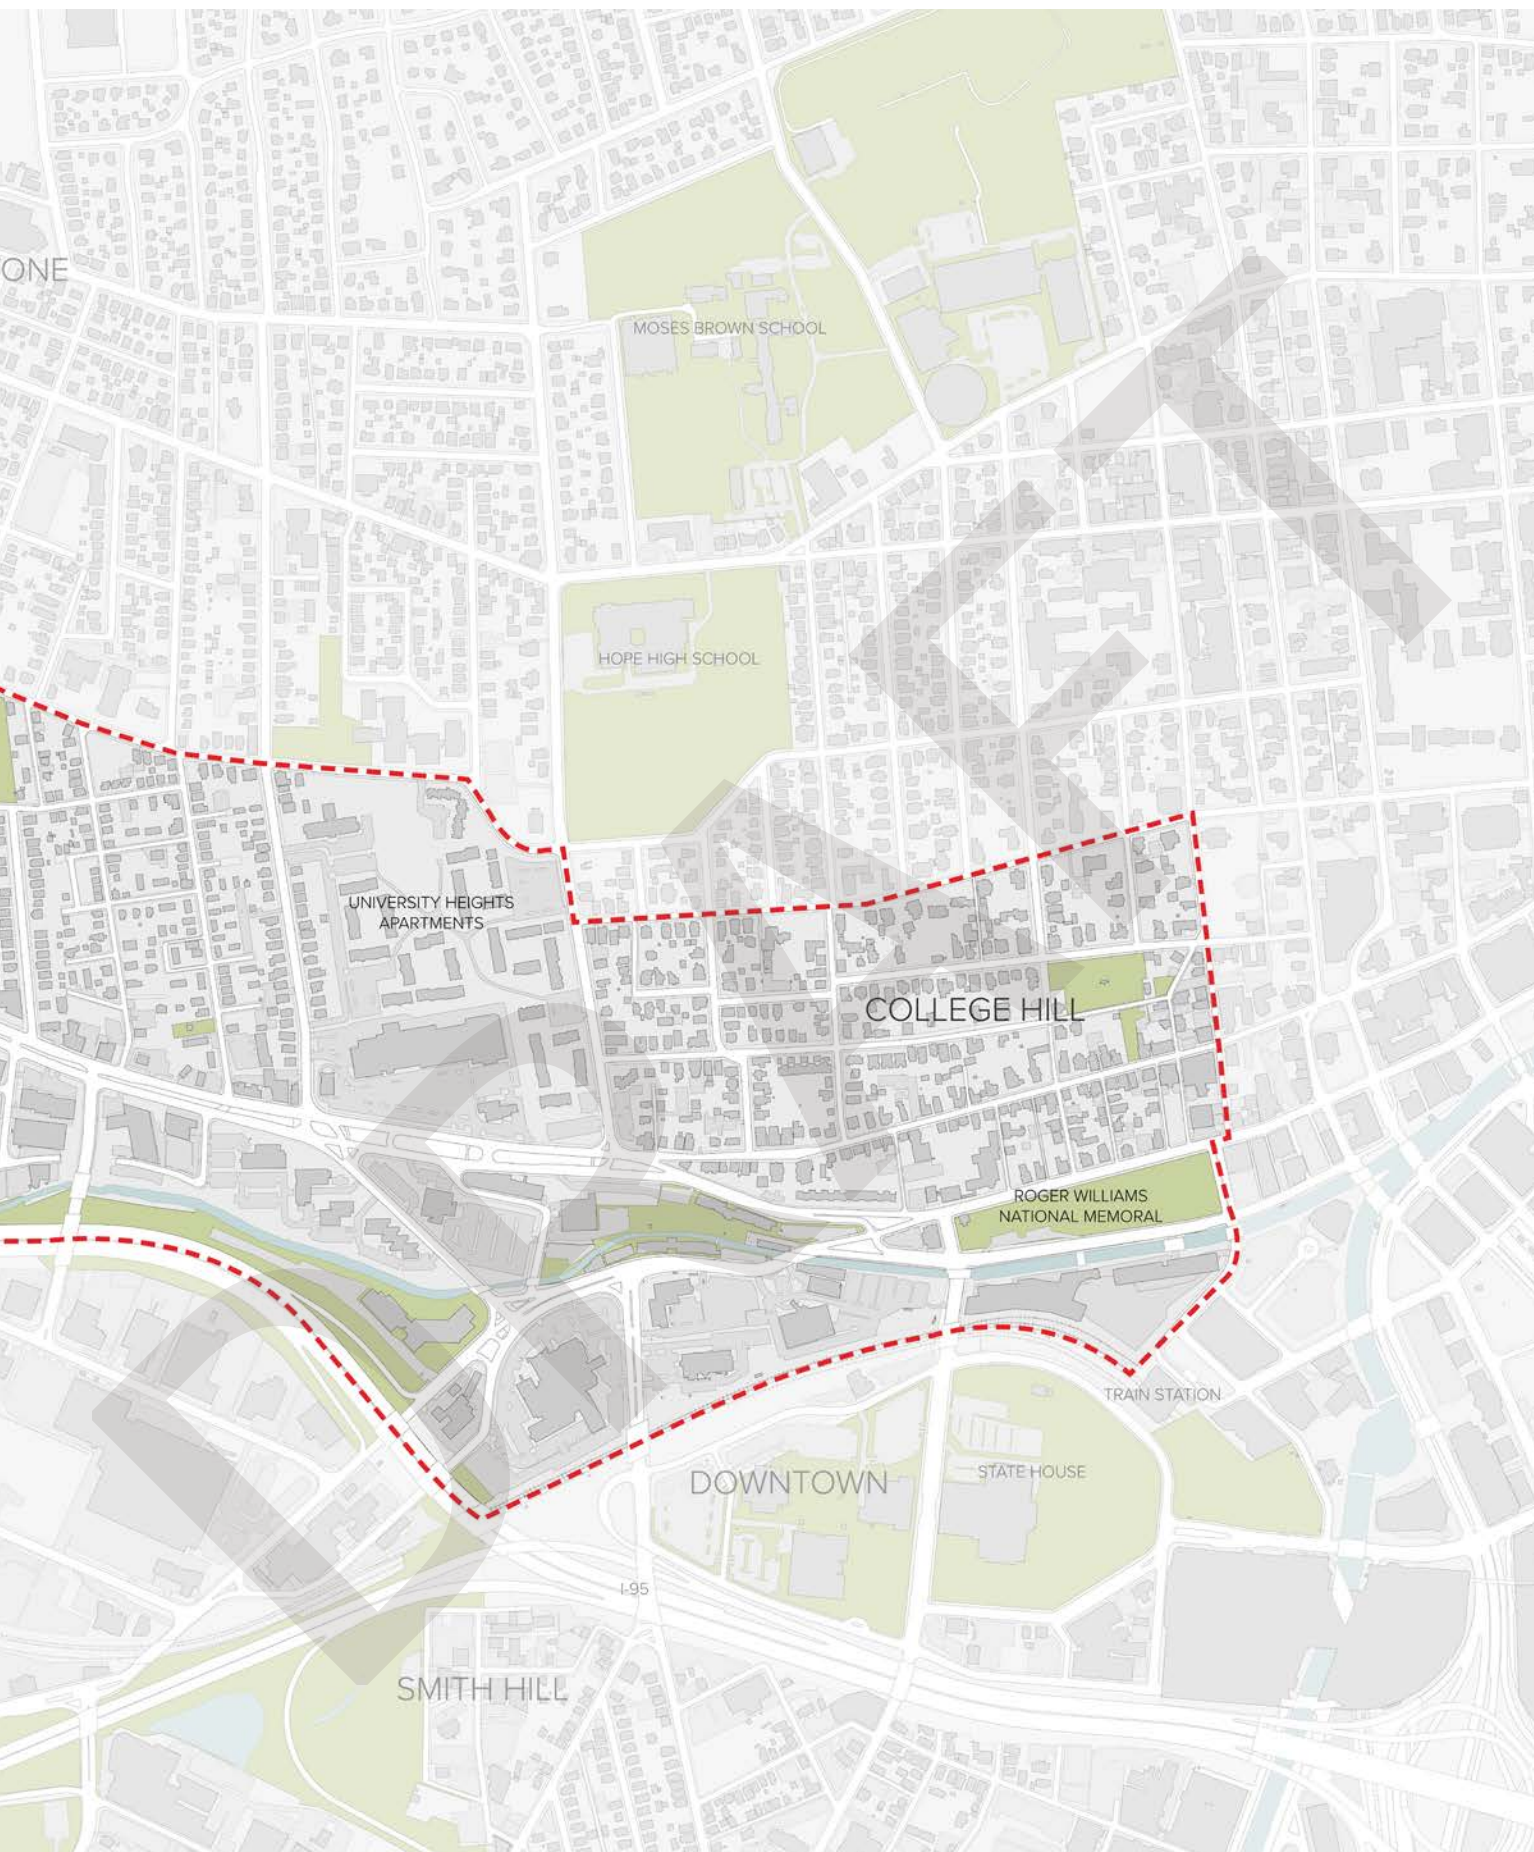 ONE
MOSES BROWN SCHOOL
HOPE HIGH SCHOOL
UNIVERSITY HEIGHTS
APARTMENTS
COLLEGE HILL
ROGER WILLIAMS
NATIONAL MEMORAL
TRAIN STATION
DOWNTOWN
STATE HOUSE
I-95
SMITH HILL
DRAFT